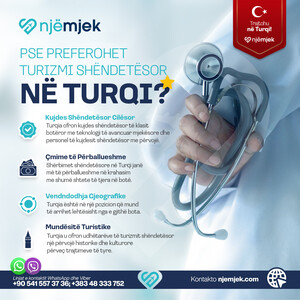 njëmjek
Trajtohu
në Turqi!
njëmjek
PSE PREFEROHET
TURIZMI SHËNDETËSOR
NË TURQI?
Kujdes Shëndetësor Cilësor
Turqia ofron kujdes shëndetësor të klasit
botëror me teknologji të avancuar mjekësore dhe
personel të kujdesit shëndetësor me përvojë.
Çmime të Përballueshme
Shërbimet shëndetësore në Turqi janë
më të përballueshme në krahasim
me shumë shtete të tjera në botë.
Vendndodhja Gjeografike
Turqia është në një pozicion që mund
të arrihet lehtësisht nga e gjithë bota.
Mundësitë Turistike
Turqia u ofron udhëtarëve të turizmit shëndetësor
një përvojë historike dhe kulturore
përveç trajtimeve të tyre.
Linjat e kontaktit WhatsApp dhe Viber
+90 541 557 37 36; +383 48 333 752
Kontakto njemjek.com